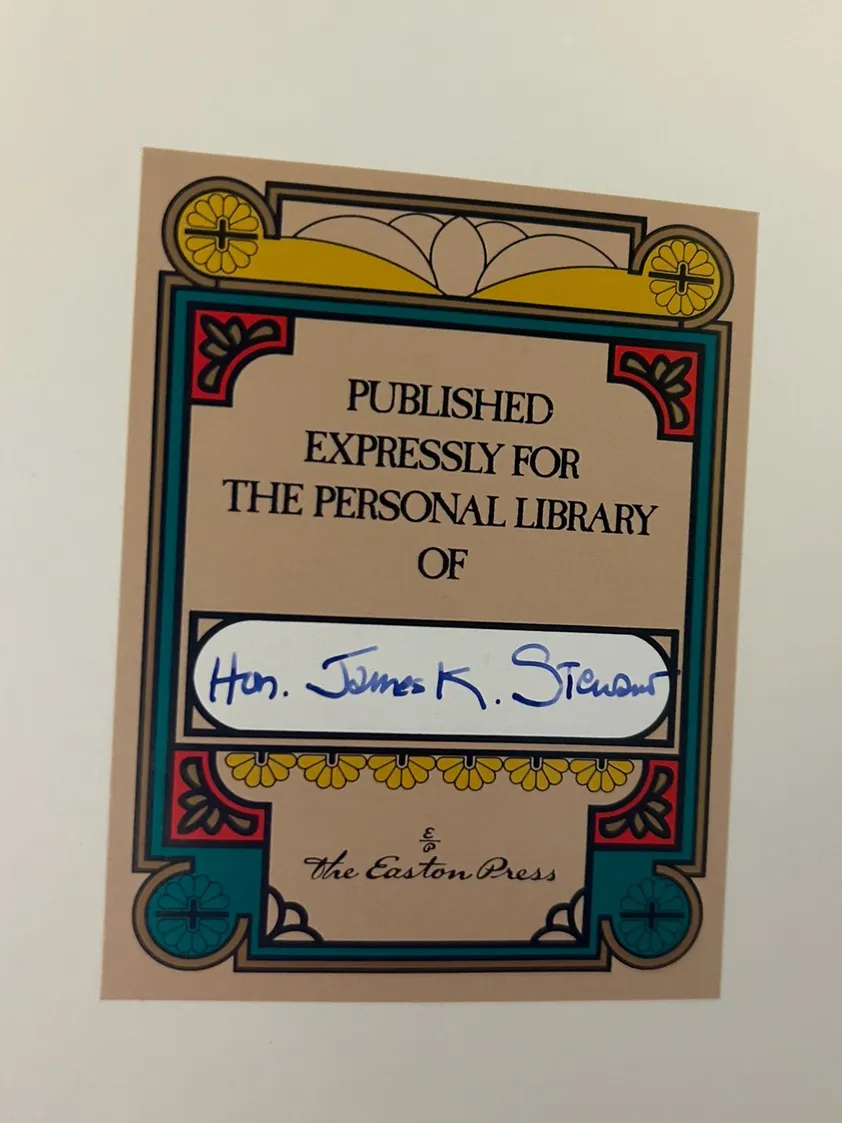 PUBLISHED
EXPRESSLY FOR
THE PERSONAL LIBRARY
OF
Hon. James K. Stewart
E
P
The Easton Press